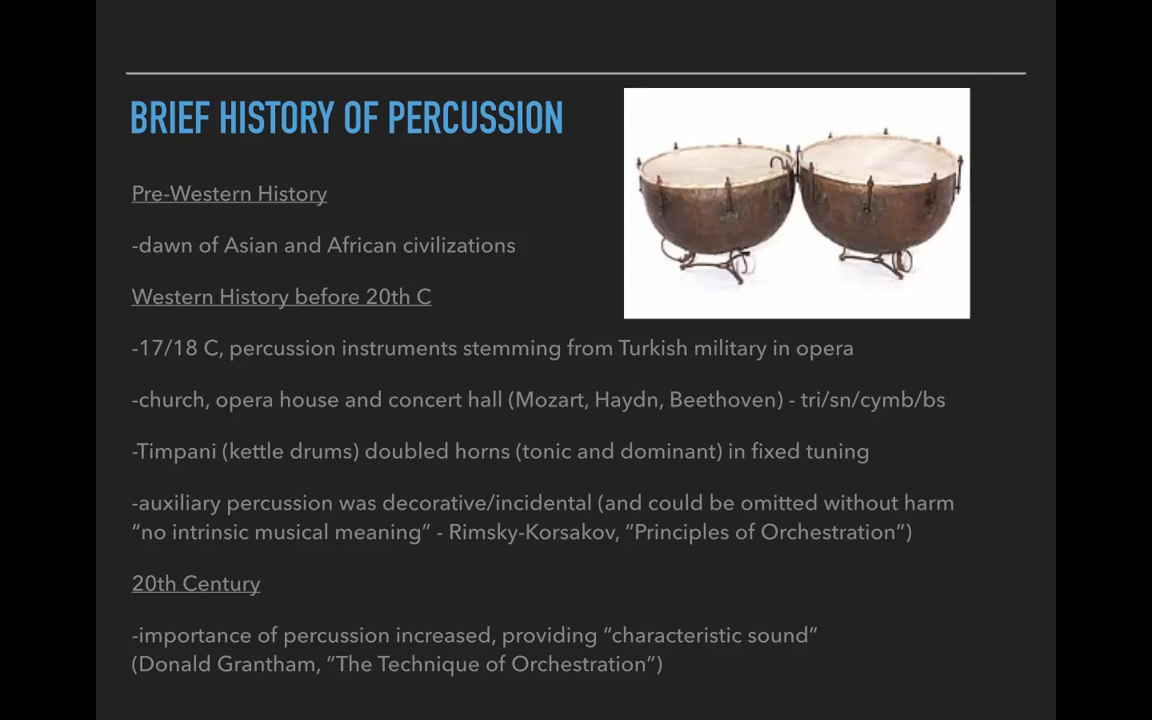 BRIEF HISTORY OF PERCUSSION
Pre-Western History
-dawn of Asian and African civilizations
Western History before 20th C
-17/18 C, percussion instruments stemming from Turkish military in opera
-church, opera house and concert hall (Mozart, Haydn, Beethoven) - tri/sn/cymb/bs
-Timpani (kettle drums) doubled horns (tonic and dominant) in fixed tuning
-auxiliary percussion was decorative/incidental (and could be omitted without harm
“no intrinsic musical meaning” - Rimsky-Korsakov, “Principles of Orchestration”)
20th Century
-importance of percussion increased, providing “characteristic sound”
(Donald Grantham, “The Technique of Orchestration”)